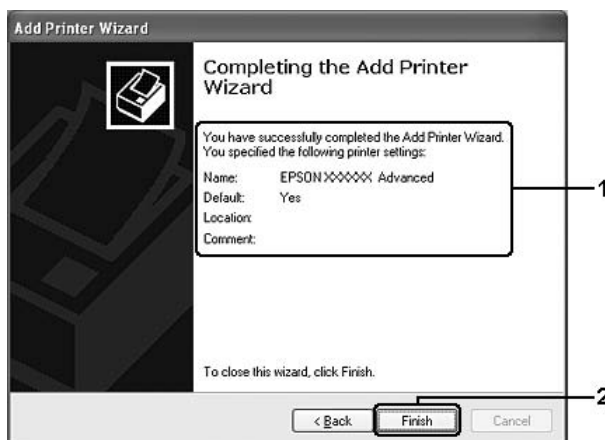 Add Printer Wizard
Completing the Add Printer
Wizard
You have successfully completed the Add Printer Wizard.
You specified the following printer settings:
Name: EPSON XXXXXX Advanced
Default: Yes
Location:
Comment:
1
To close this wizard, click Finish.
2
< Back Finish Cancel